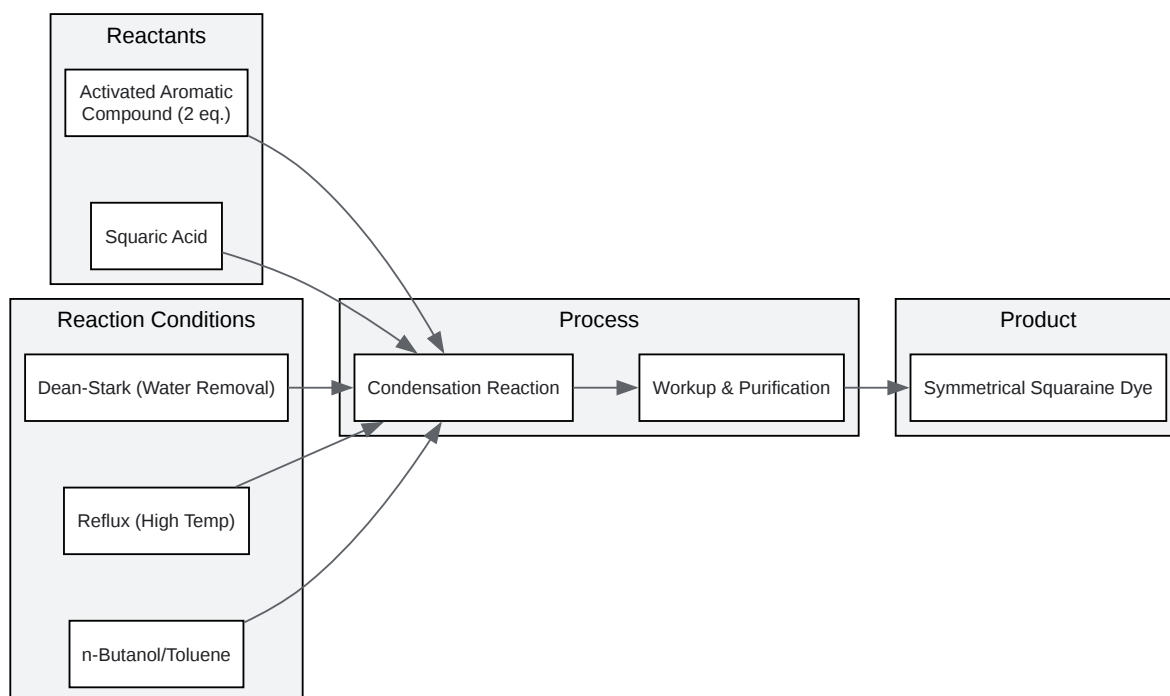 Reactants
Activated Aromatic
Compound (2 eq.)
Squaric Acid
Reaction Conditions
Dean-Stark (Water Removal)
Reflux (High Temp)
n-Butanol/Toluene
Process
Condensation Reaction
Workup & Purification
Product
Symmetrical Squaraine Dye